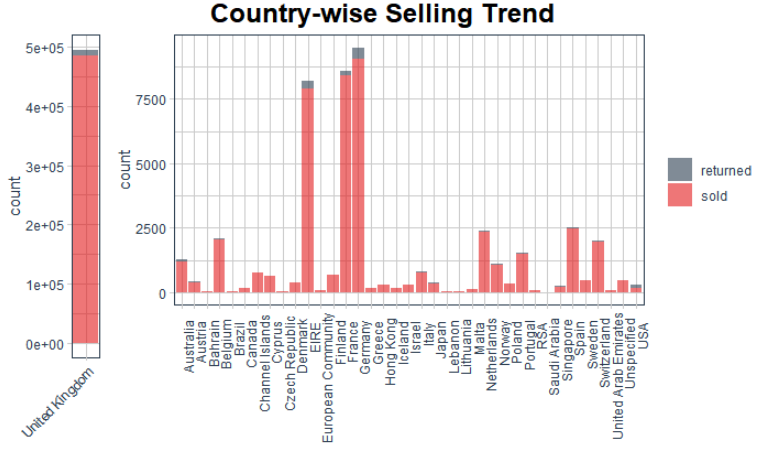 Country-wise Selling Trend
count
5e+05
4e+05
3e+05
2e+05
1e+05
0e+00
United Kingdom
count
7500
5000
2500
0
Australia
Austria
Bahrain
Belgium
Brazil
Canada
Channel Islands
Cyprus
Czech Republic
Denmark
EIRE
European Community
Finland
France
Germany
Greece
Hong Kong
Iceland
Israel
Italy
Japan
Lebanon
Lithuania
Malta
Netherlands
Norway
Poland
Portugal
RSA
Saudi Arabia
Singapore
Spain
Sweden
Switzerland
United Arab Emirates
Unspecified
USA
returned
sold